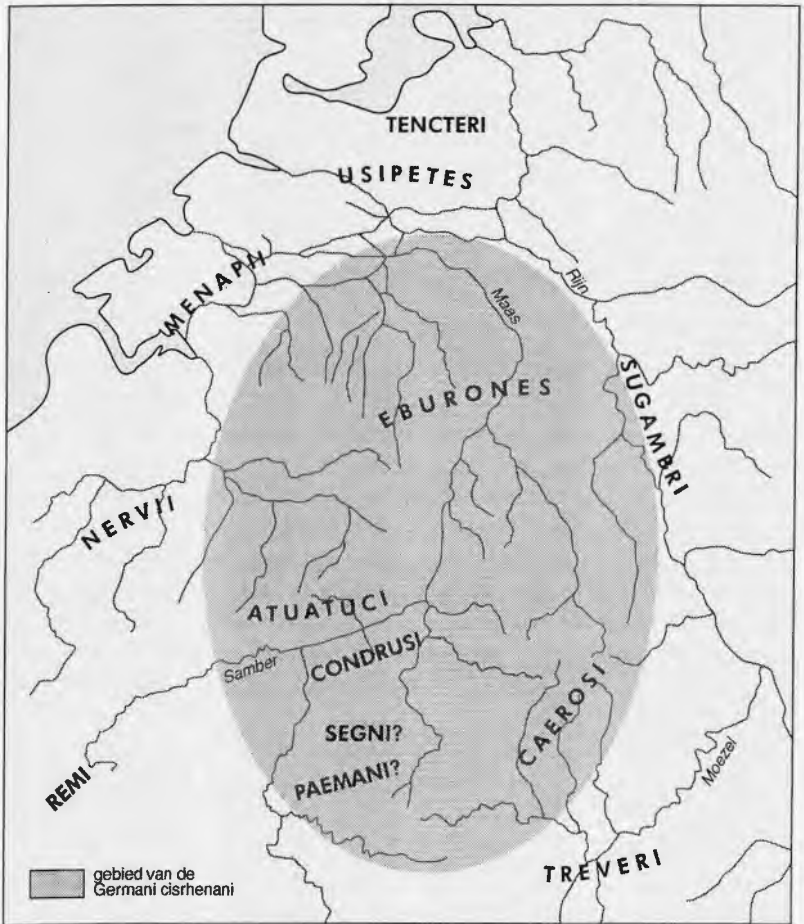 TENCTERI
USIPETES
MENAPII
Rijn
Maas
SUGAMBRI
EBURONES
NERVII
ATUATUCI
CONDRUSI
Samber
CAEROSI
SEGNI?
PAEMANI?
Moezel
REMI
TREVERI
gebied van de
Germani cisrhenani